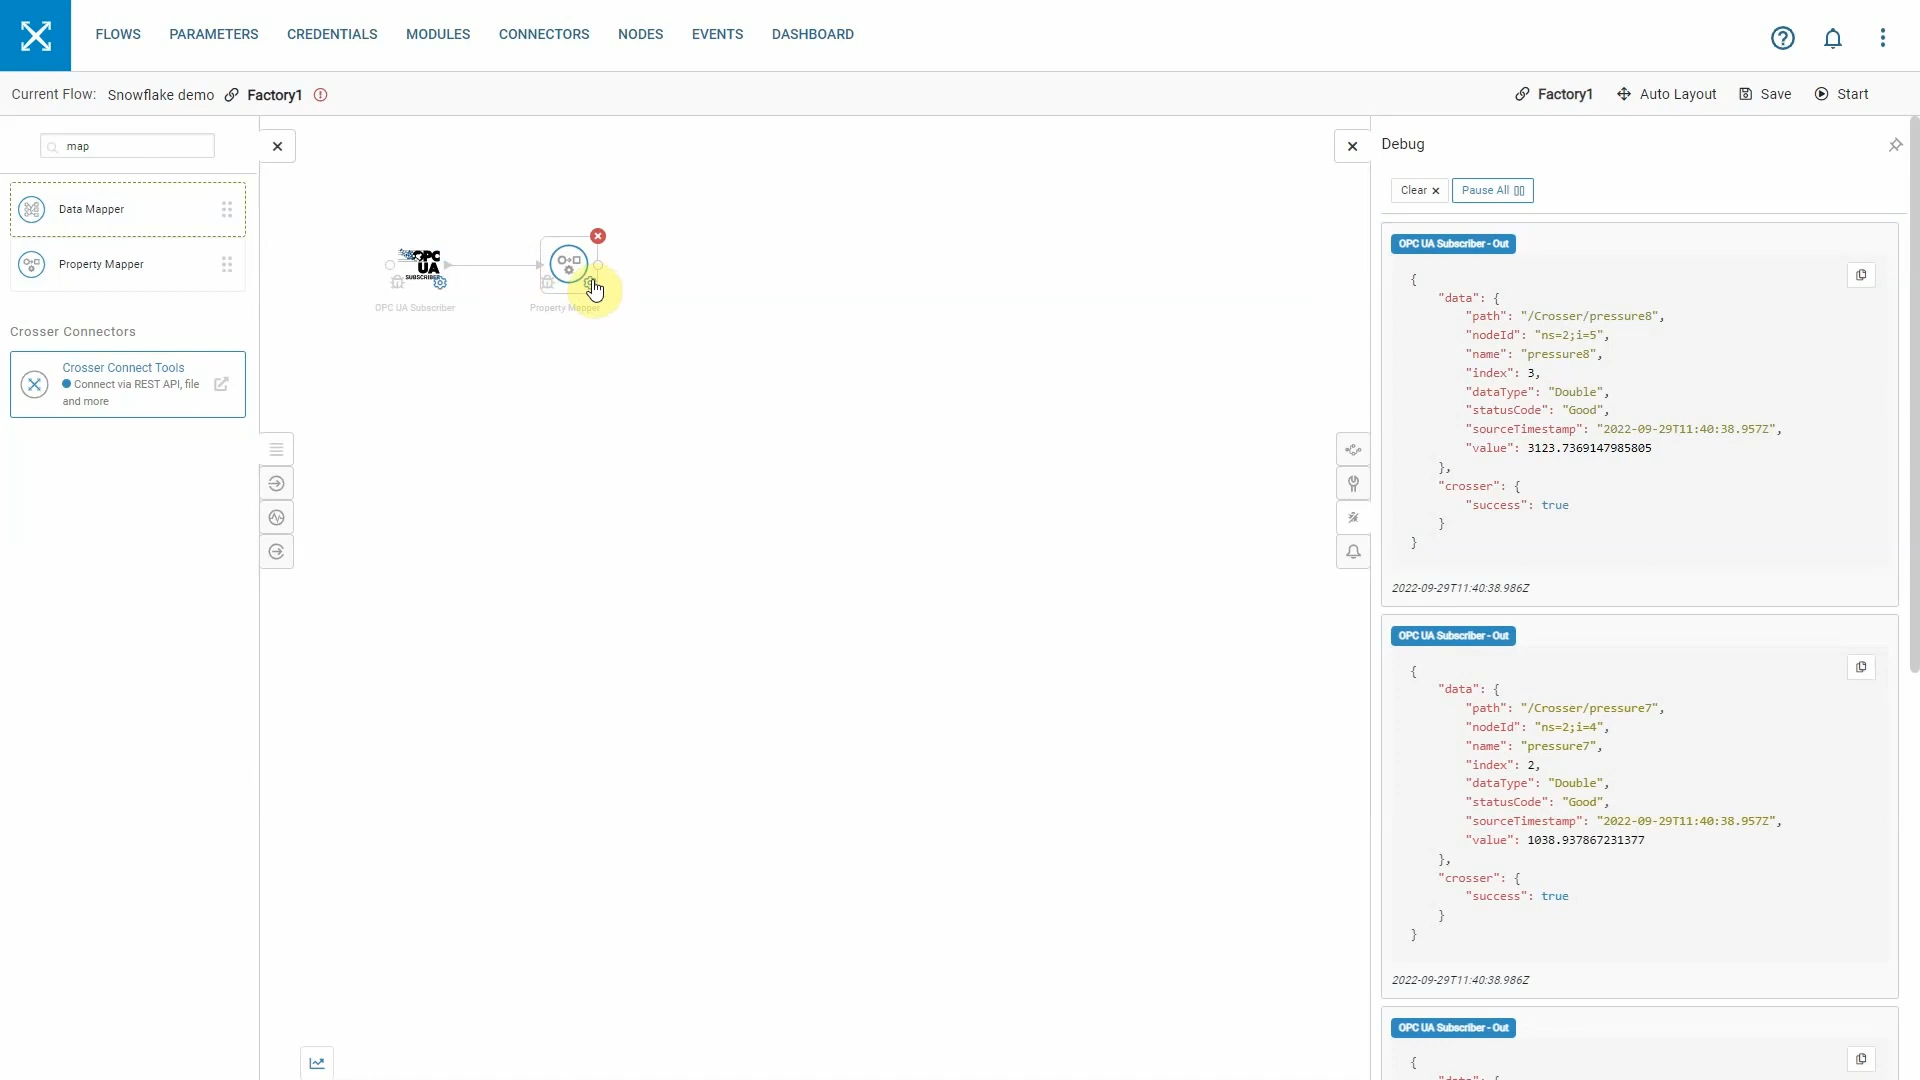 FLOWS PARAMETERS CREDENTIALS MODULES CONNECTORS NODES EVENTS DASHBOARD
Current Flow: Snowflake demo Factory1
Factory1 Auto Layout Save Start
map
Data Mapper
Property Mapper
Crosser Connectors
Crosser Connect Tools
Connect via REST API, file
and more
OPC
UA
SUBSCRIBER
OPC UA Subscriber
Property Mapper
Debug
Clear × Pause All
OPC UA Subscriber - Out
{
"data": {
"path": "/Crosser/pressure8",
"nodeId": "ns=2;i=5",
"name": "pressure8",
"index": 3,
"dataType": "Double",
"statusCode": "Good",
"sourceTimestamp": "2022-09-29T11:40:38.957Z",
"value": 3123.7369147985805
},
"crosser": {
"success": true
}
}
2022-09-29T11:40:38.986Z
OPC UA Subscriber - Out
{
"data": {
"path": "/Crosser/pressure7",
"nodeId": "ns=2;i=4",
"name": "pressure7",
"index": 2,
"dataType": "Double",
"statusCode": "Good",
"sourceTimestamp": "2022-09-29T11:40:38.957Z",
"value": 1038.937867231377
},
"crosser": {
"success": true
}
}
2022-09-29T11:40:38.986Z
OPC UA Subscriber - Out
{
"data": {